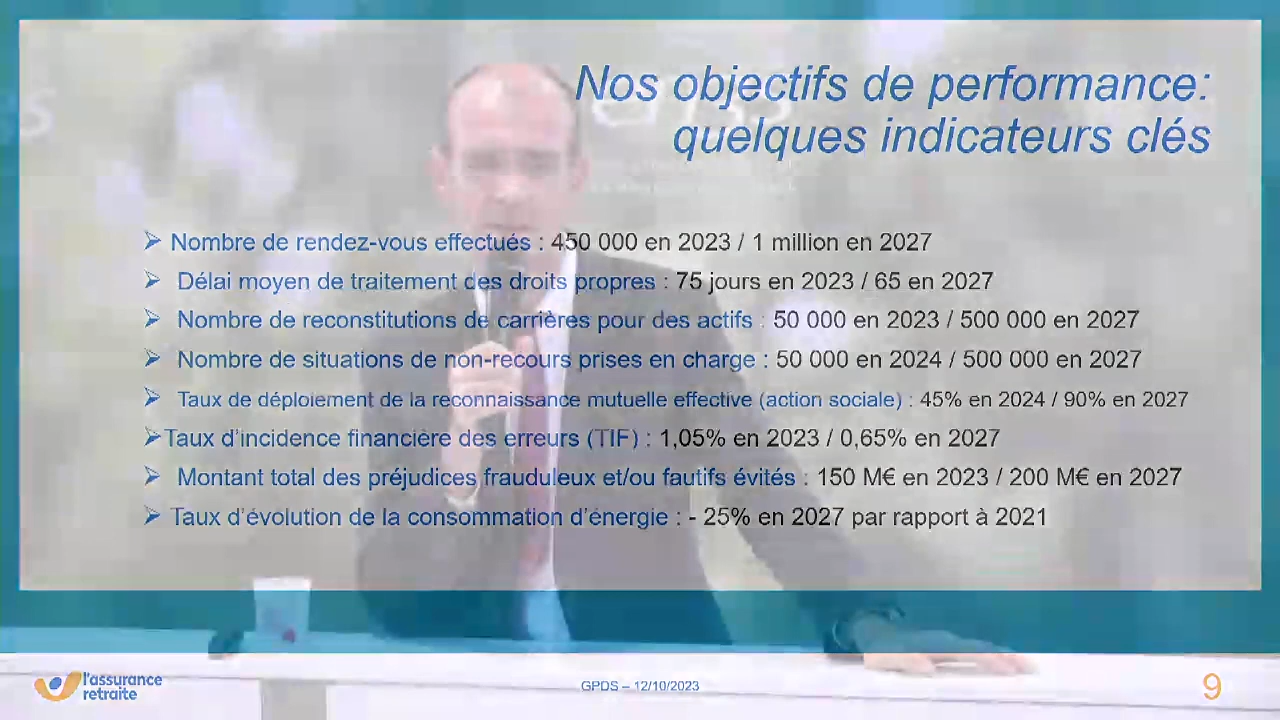 Nos objectifs de performance:
quelques indicateurs clés
Nombre de rendez-vous effectués : 450 000 en 2023 / 1 million en 2027
Délai moyen de traitement des droits propres : 75 jours en 2023 / 65 en 2027
Nombre de reconstitutions de carrières pour des actifs : 50 000 en 2023 / 500 000 en 2027
Nombre de situations de non-recours prises en charge : 50 000 en 2024 / 500 000 en 2027
Taux de déploiement de la reconnaissance mutuelle effective (action sociale) : 45% en 2024 / 90% en 2027
Taux d'incidence financière des erreurs (TIF) : 1,05% en 2023 / 0,65% en 2027
Montant total des préjudices frauduleux et/ou fautifs évités : 150 M€ en 2023 / 200 M€ en 2027
Taux d'évolution de la consommation d'énergie : - 25% en 2027 par rapport à 2021
l'assurance
retraite
GPDS – 12/10/2023
9